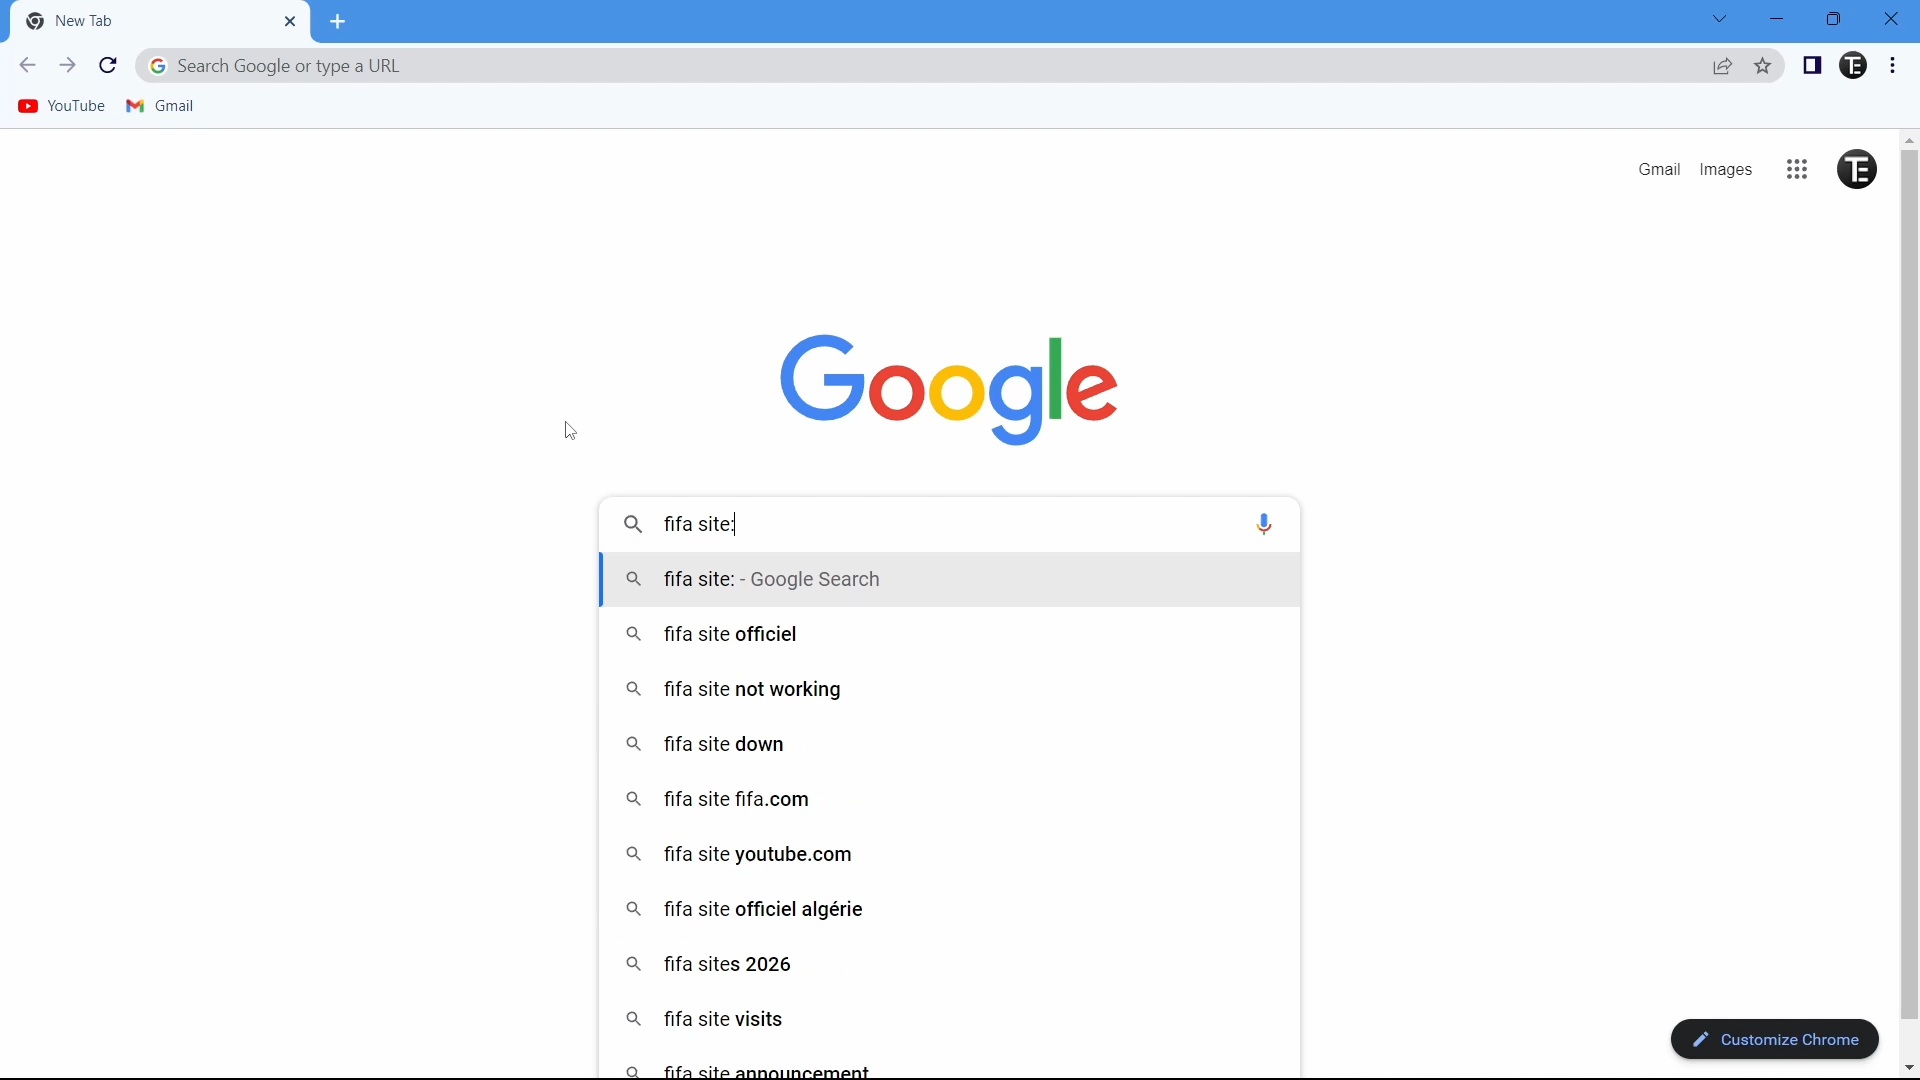 New Tab
Search Google or type a URL
YouTube Gmail
Gmail Images TE
Google
fifa site:
fifa site: - Google Search
fifa site officiel
fifa site not working
fifa site down
fifa site fifa.com
fifa site youtube.com
fifa site officiel algérie
fifa sites 2026
fifa site visits
fifa site announcement
Customize Chrome